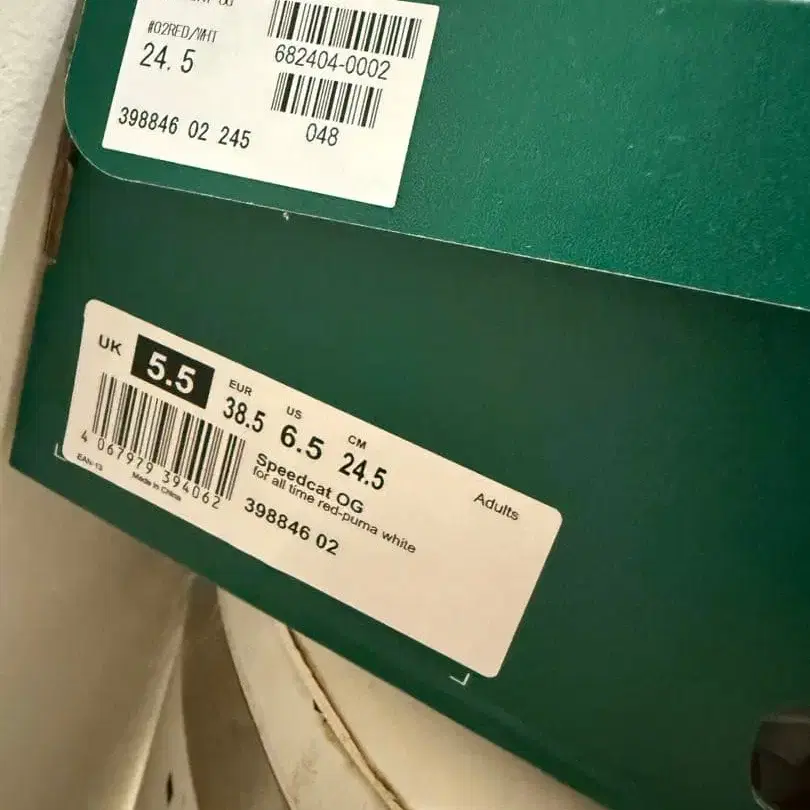 #02RED/WHT
24.5
682404-0002
398846 02 245
048
UK 5.5
EUR 38.5
US 6.5
CM 24.5
4 067979 394062
EAN-13
Made in China
Speedcat OG
for all time red-puma white
398846 02
Adults